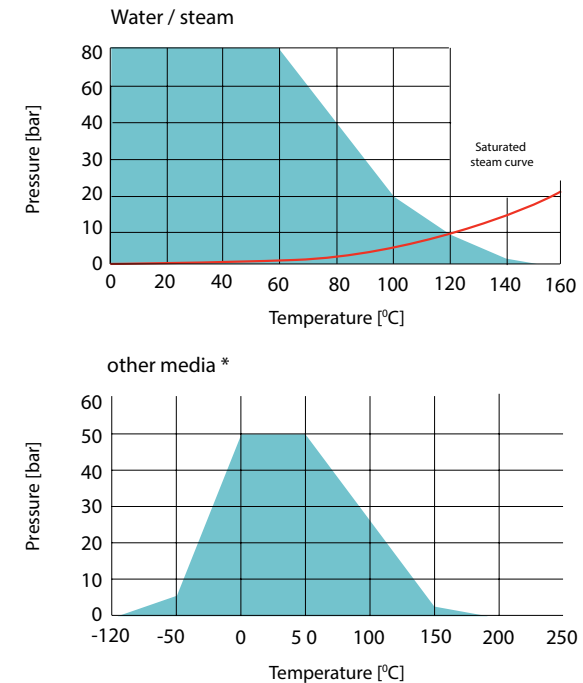 Water / steam
80
60
40
30
20
10
0
Pressure [bar]
Saturated
steam curve
0 20 40 60 80 100 120 140 160
Temperature [⁰C]
other media *
60
50
40
30
20
10
0
Pressure [bar]
-120 -50 0 5 0 100 150 200 250
Temperature [⁰C]